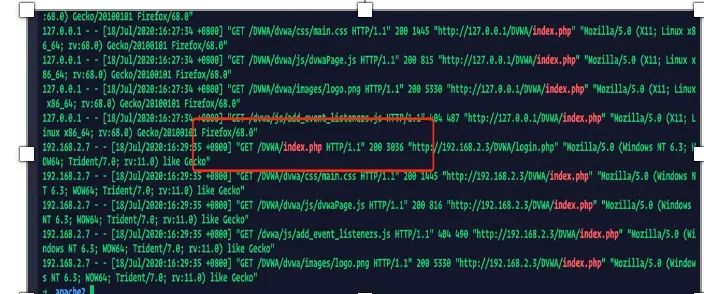 :68.0) Gecko/20100101 Firefox/68.0"
127.0.0.1 - - [18/Jul/2020:16:27:34 +0800] "GET /DVWA/dvwa/css/main.css HTTP/1.1" 200 1445 "http://127.0.0.1/DVWA/index.php" "Mozilla/5.0 (X11; Linux x8
6_64; rv:68.0) Gecko/20100101 Firefox/68.0"
127.0.0.1 - - [18/Jul/2020:16:27:34 +0800] "GET /DVWA/dvwa/js/dvwaPage.js HTTP/1.1" 200 815 "http://127.0.0.1/DVWA/index.php" "Mozilla/5.0 (X11; Linux x
86_64; rv:68.0) Gecko/20100101 Firefox/68.0"
127.0.0.1 - - [18/Jul/2020:16:27:34 +0800] "GET /DVWA/dvwa/images/logo.png HTTP/1.1" 200 5330 "http://127.0.0.1/DVWA/index.php" "Mozilla/5.0 (X11; Linux
x86_64; rv:68.0) Gecko/20100101 Firefox/68.0"
127.0.0.1 - - [18/Jul/2020:16:27:34 +0800] "GET /DVWA/dvwa/js/add_event_listeners.js HTTP/1.1" 404 487 "http://127.0.0.1/DVWA/index.php" "Mozilla/5.0 (X11; L
inux x86_64; rv:68.0) Gecko/20100101 Firefox/68.0"
192.168.2.7 - - [18/Jul/2020:16:29:35 +0800] "GET /DVWA/index.php HTTP/1.1" 200 3036 "http://192.168.2.3/DVWA/login.php" "Mozilla/5.0 (Windows NT 6.3; W
OW64; Trident/7.0; rv:11.0) like Gecko"
192.168.2.7 - - [18/Jul/2020:16:29:35 +0800] "GET /DVWA/dvwa/css/main.css HTTP/1.1" 200 1445 "http://192.168.2.3/DVWA/index.php" "Mozilla/5.0 (Windows N
T 6.3; WOW64; Trident/7.0; rv:11.0) like Gecko"
192.168.2.7 - - [18/Jul/2020:16:29:35 +0800] "GET /DVWA/dvwa/js/dvwaPage.js HTTP/1.1" 200 816 "http://192.168.2.3/DVWA/index.php" "Mozilla/5.0 (Windows
NT 6.3; WOW64; Trident/7.0; rv:11.0) like Gecko"
192.168.2.7 - - [18/Jul/2020:16:29:35 +0800] "GET /DVWA/dvwa/js/add_event_listeners.js HTTP/1.1" 404 490 "http://192.168.2.3/DVWA/index.php" "Mozilla/5.0 (Wi
ndows NT 6.3; WOW64; Trident/7.0; rv:11.0) like Gecko"
192.168.2.7 - - [18/Jul/2020:16:29:35 +0800] "GET /DVWA/dvwa/images/logo.png HTTP/1.1" 200 5330 "http://192.168.2.3/DVWA/index.php" "Mozilla/5.0 (Window
s NT 6.3; WOW64; Trident/7.0; rv:11.0) like Gecko"
→ apache2